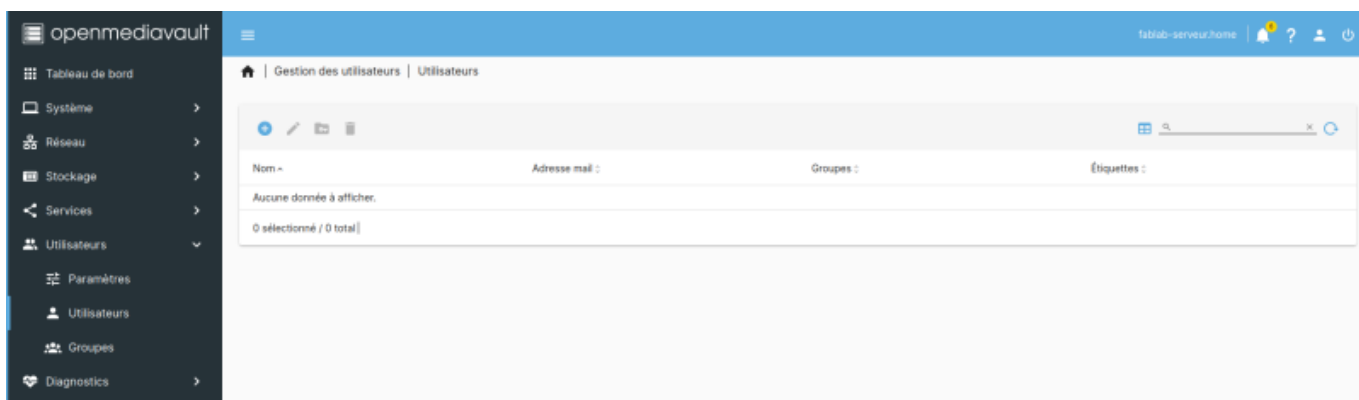 openmediavault
fablab-serveur.home | 6 ?
Tableau de bord
Gestion des utilisateurs | Utilisateurs
Système
Réseau
Stockage
Services
Utilisateurs
Paramètres
Utilisateurs
Groupes
Diagnostics
Nom Adresse mail Groupes Étiquettes
Aucune donnée à afficher.
0 sélectionné / 0 total